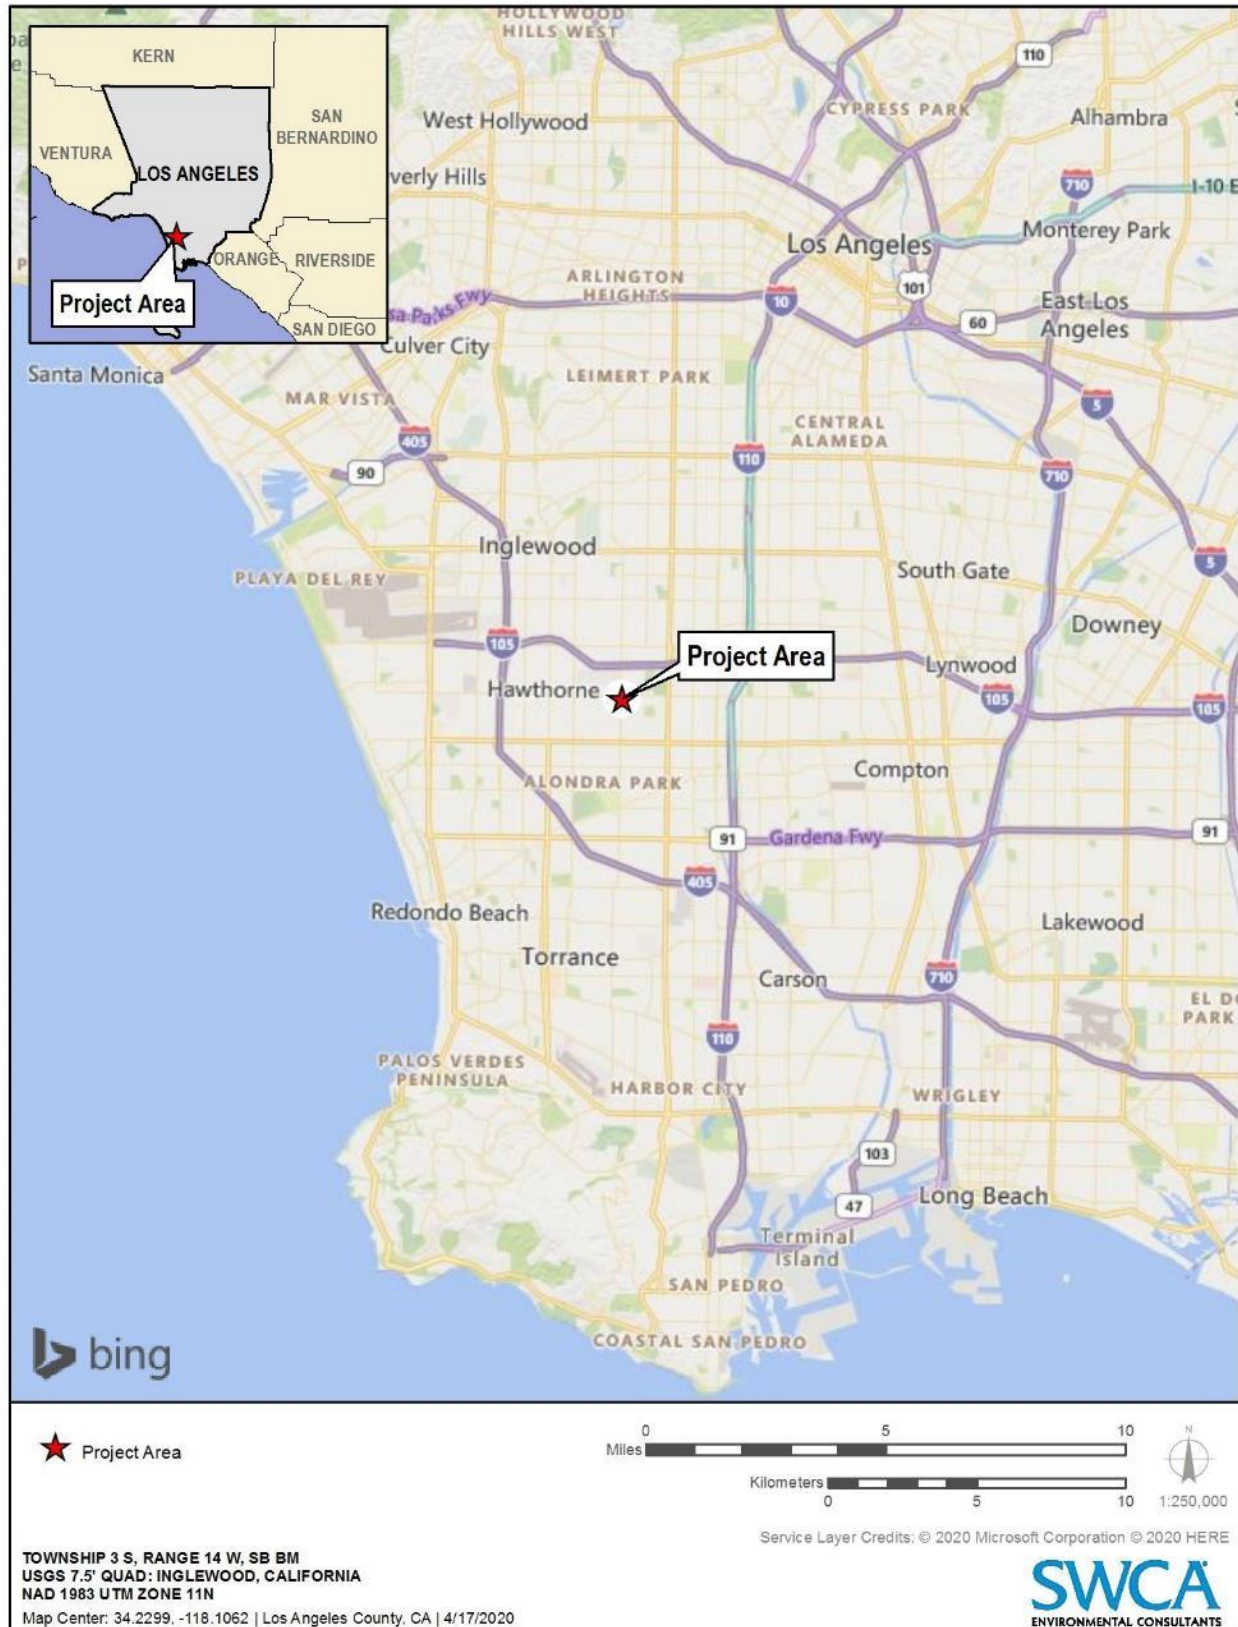 HOLLYWOOD
HILLS WEST
KERN
SAN
BERNARDINO
VENTURA
LOS ANGELES
ORANGE
RIVERSIDE
SAN DIEGO
Project Area
110
CYPRESS PARK
West Hollywood
Alhambra
verly Hills
710
I-10 E
Monterey Park
Los Angeles
ARLINGTON
HEIGHTS
10
101
East Los
Angeles
60
sa Parks Fwy
Culver City
Santa Monica
LEIMERT PARK
MAR VISTA
5
CENTRAL
ALAMEDA
405
90
110
710
Inglewood
5
PLAYA DEL REY
South Gate
Downey
105
Project Area
Lynwood
Hawthorne
105
105
ALONDRA PARK
Compton
91
Gardena Fwy
91
405
Redondo Beach
Lakewood
Torrance
Carson
710
EL DO
PARK
110
PALOS VERDES
PENINSULA
HARBOR CITY
WRIGLEY
103
47
Long Beach
Terminal
Island
SAN PEDRO
COASTAL SAN PEDRO
bing
Project Area
0 5 10
Miles
Kilometers
0 5 10
N
1:250,000
Service Layer Credits: © 2020 Microsoft Corporation © 2020 HERE
TOWNSHIP 3 S, RANGE 14 W, SB BM
USGS 7.5' QUAD: INGLEWOOD, CALIFORNIA
NAD 1983 UTM ZONE 11N
Map Center: 34.2299, -118.1062 | Los Angeles County, CA | 4/17/2020
SWCA
ENVIRONMENTAL CONSULTANTS